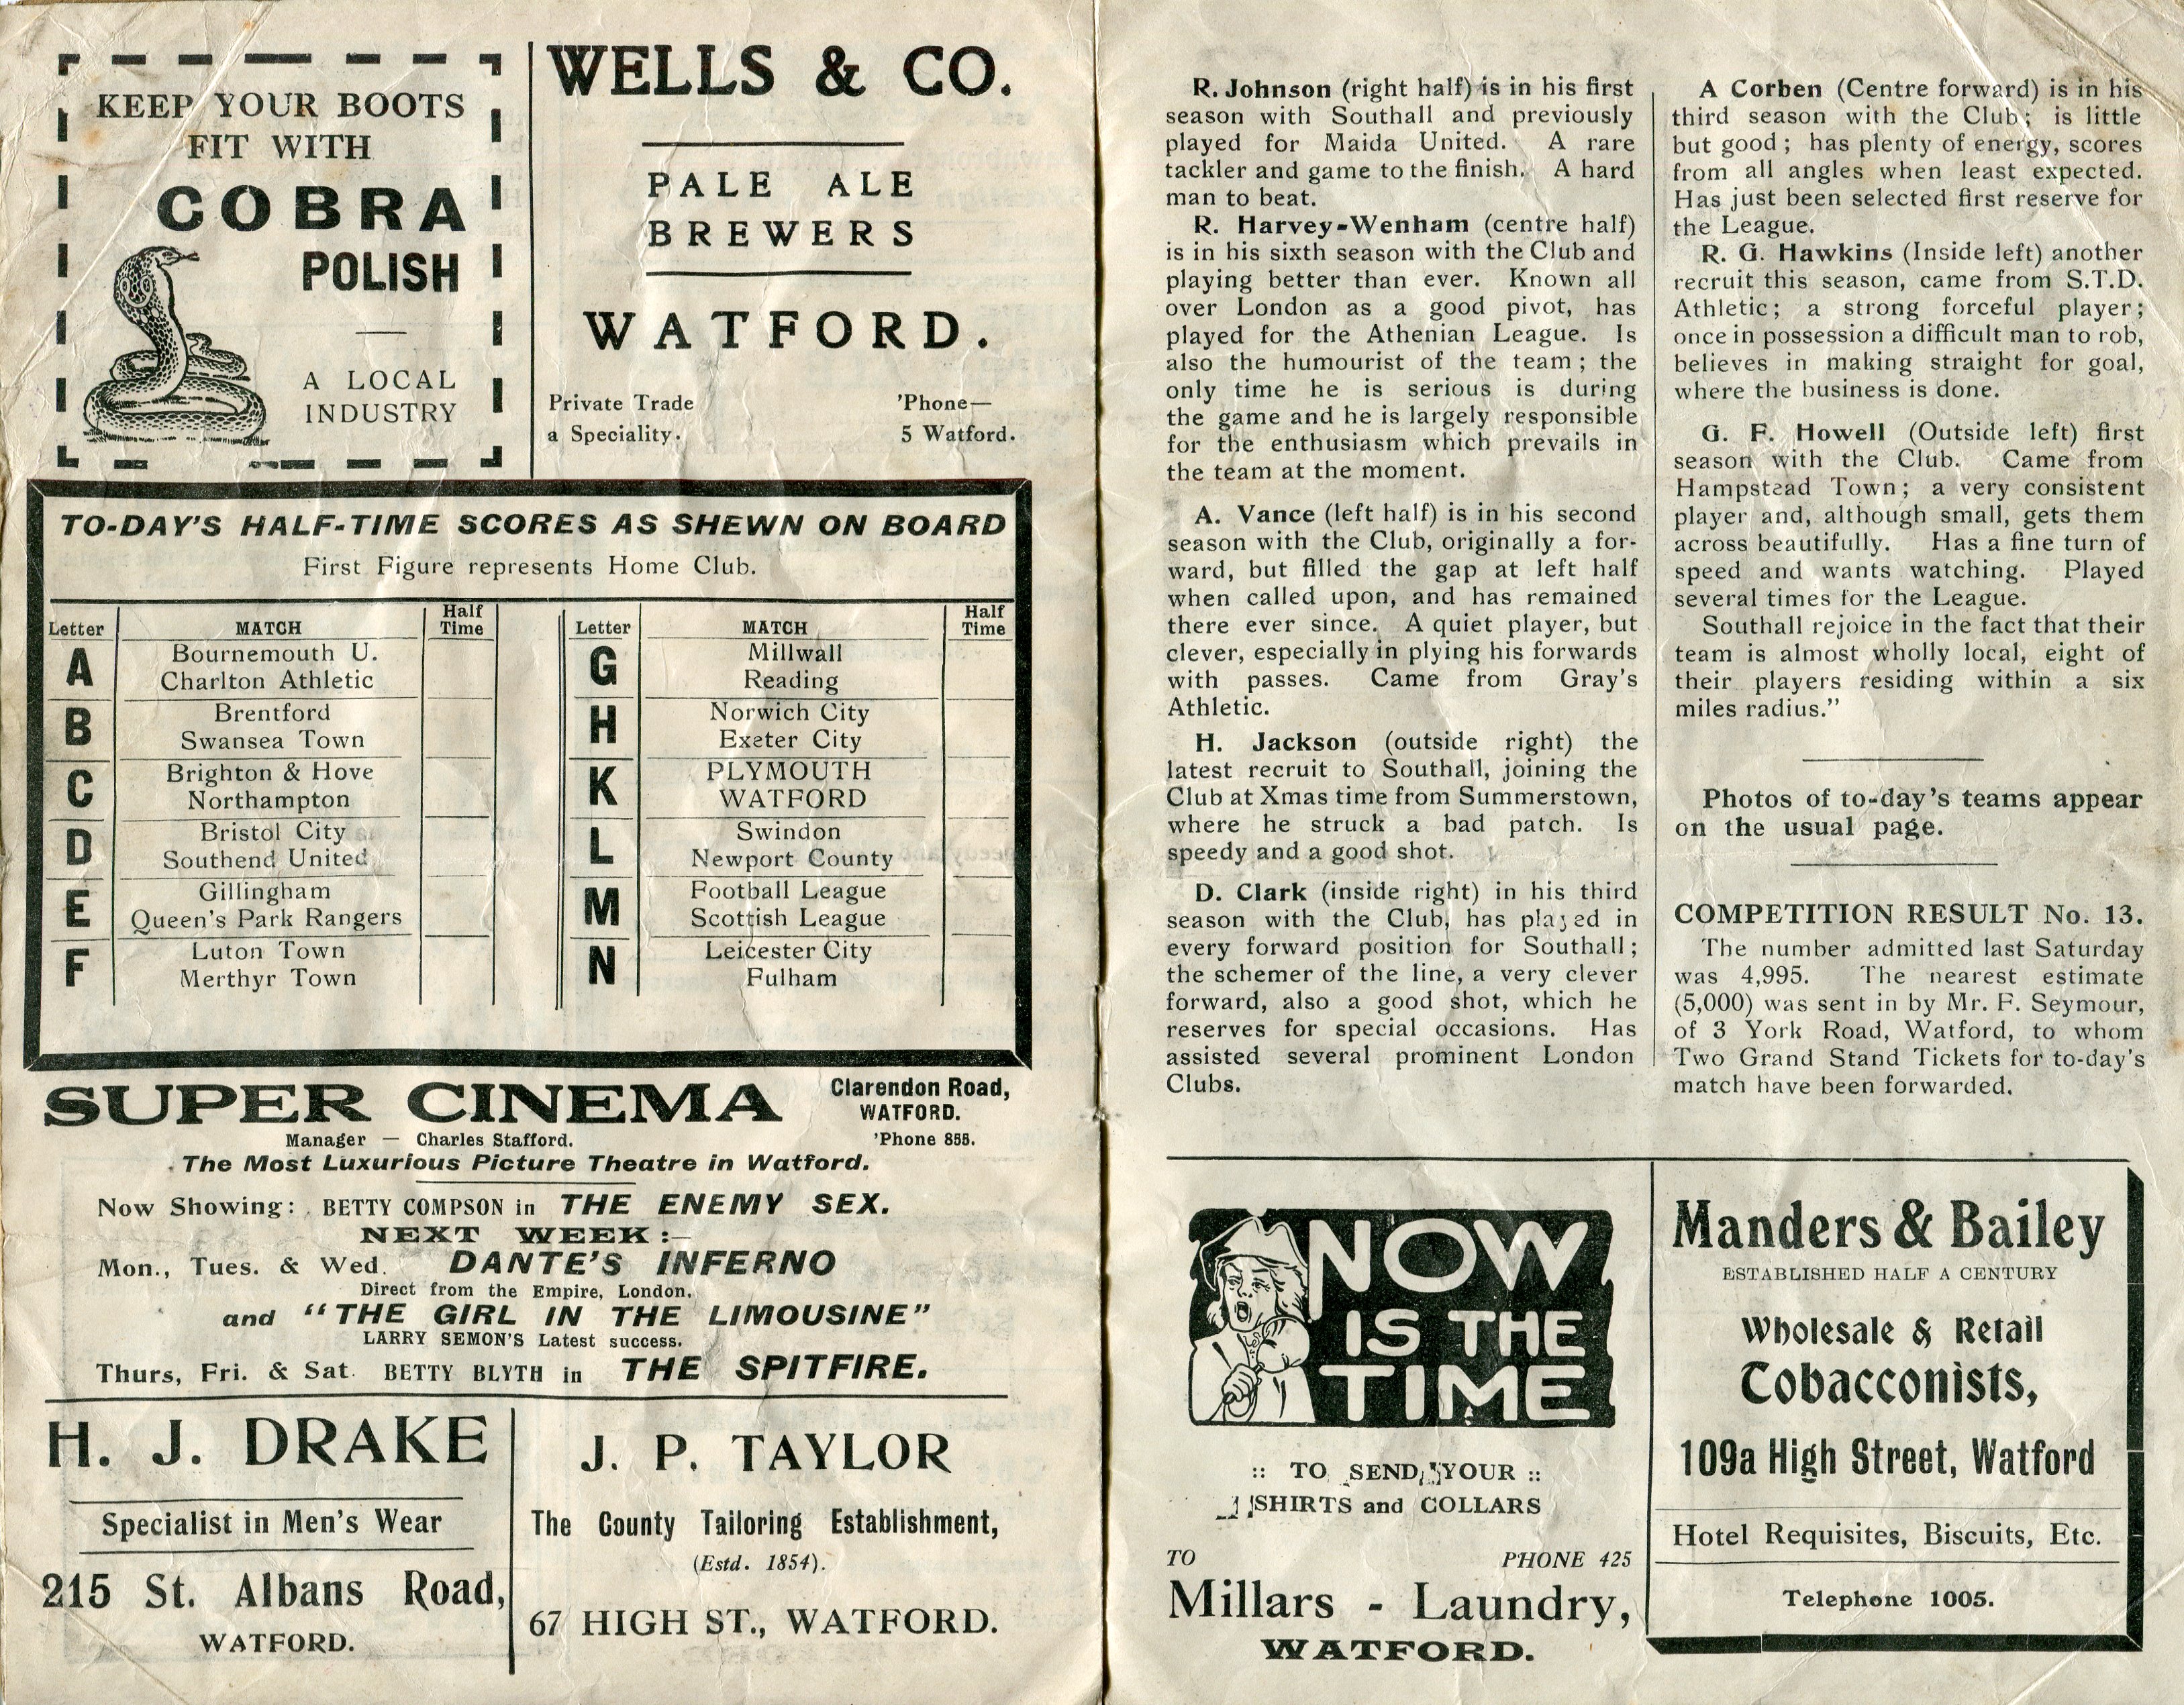 KEEP YOUR BOOTS
FIT WITH
COBRA
POLISH
A LOCAL
INDUSTRY
WELLS & CO.
PALE ALE
BREWERS
WATFORD.
Private Trade
a Speciality.
'Phone—
5 Watford.
TO-DAY'S HALF-TIME SCORES AS SHEWN ON BOARD
First Figure represents Home Club.
Letter MATCH Half Time
A Bournemouth U.
Charlton Athletic
B Brentford
Swansea Town
C Brighton & Hove
Northampton
D Bristol City
Southend United
E Gillingham
Queen's Park Rangers
F Luton Town
Merthyr Town
Letter MATCH Half Time
G Millwall
Reading
H Norwich City
Exeter City
K PLYMOUTH
WATFORD
L Swindon
Newport County
M Football League
Scottish League
N Leicester City
Fulham
SUPER CINEMA
Clarendon Road,
WATFORD.
'Phone 855.
Manager — Charles Stafford.
The Most Luxurious Picture Theatre in Watford.
Now Showing: BETTY COMPSON in THE ENEMY SEX.
NEXT WEEK :—
Mon., Tues. & Wed. DANTE'S INFERNO
Direct from the Empire, London.
and "THE GIRL IN THE LIMOUSINE"
LARRY SEMON'S Latest success.
Thurs, Fri. & Sat. BETTY BLYTH in THE SPITFIRE.
H. J. DRAKE
Specialist in Men's Wear
215 St. Albans Road,
WATFORD.
J. P. TAYLOR
The County Tailoring Establishment,
(Estd. 1854).
67 HIGH ST., WATFORD.
R. Johnson (right half) is in his first
season with Southall and previously
played for Maida United. A rare
tackler and game to the finish. A hard
man to beat.
R. Harvey-Wenham (centre half)
is in his sixth season with the Club and
playing better than ever. Known all
over London as a good pivot, has
played for the Athenian League. Is
also the humourist of the team; the
only time he is serious is during
the game and he is largely responsible
for the enthusiasm which prevails in
the team at the moment.
A. Vance (left half) is in his second
season with the Club, originally a for-
ward, but filled the gap at left half
when called upon, and has remained
there ever since. A quiet player, but
clever, especially in plying his forwards
with passes. Came from Gray's
Athletic.
H. Jackson (outside right) the
latest recruit to Southall, joining the
Club at Xmas time from Summerstown,
where he struck a bad patch. Is
speedy and a good shot.
D. Clark (inside right) in his third
season with the Club, has played in
every forward position for Southall;
the schemer of the line, a very clever
forward, also a good shot, which he
reserves for special occasions. Has
assisted several prominent London
Clubs.
A Corben (Centre forward) is in his
third season with the Club; is little
but good; has plenty of energy, scores
from all angles when least expected.
Has just been selected first reserve for
the League.
R. G. Hawkins (Inside left) another
recruit this season, came from S.T.D.
Athletic; a strong forceful player;
once in possession a difficult man to rob,
believes in making straight for goal,
where the business is done.
G. F. Howell (Outside left) first
season with the Club. Came from
Hampstead Town; a very consistent
player and, although small, gets them
across beautifully. Has a fine turn of
speed and wants watching. Played
several times for the League.
Southall rejoice in the fact that their
team is almost wholly local, eight of
their players residing within a six
miles radius."
Photos of to-day's teams appear
on the usual page.
COMPETITION RESULT No. 13.
The number admitted last Saturday
was 4,995. The nearest estimate
(5,000) was sent in by Mr. F. Seymour,
of 3 York Road, Watford, to whom
Two Grand Stand Tickets for to-day's
match have been forwarded.
NOW
IS THE
TIME
:: TO SEND YOUR ::
SHIRTS and COLLARS
TO PHONE 425
Millars - Laundry,
WATFORD.
Manders & Bailey
ESTABLISHED HALF A CENTURY
Wholesale & Retail
Tobacconists,
109a High Street, Watford
Hotel Requisites, Biscuits, Etc.
Telephone 1005.